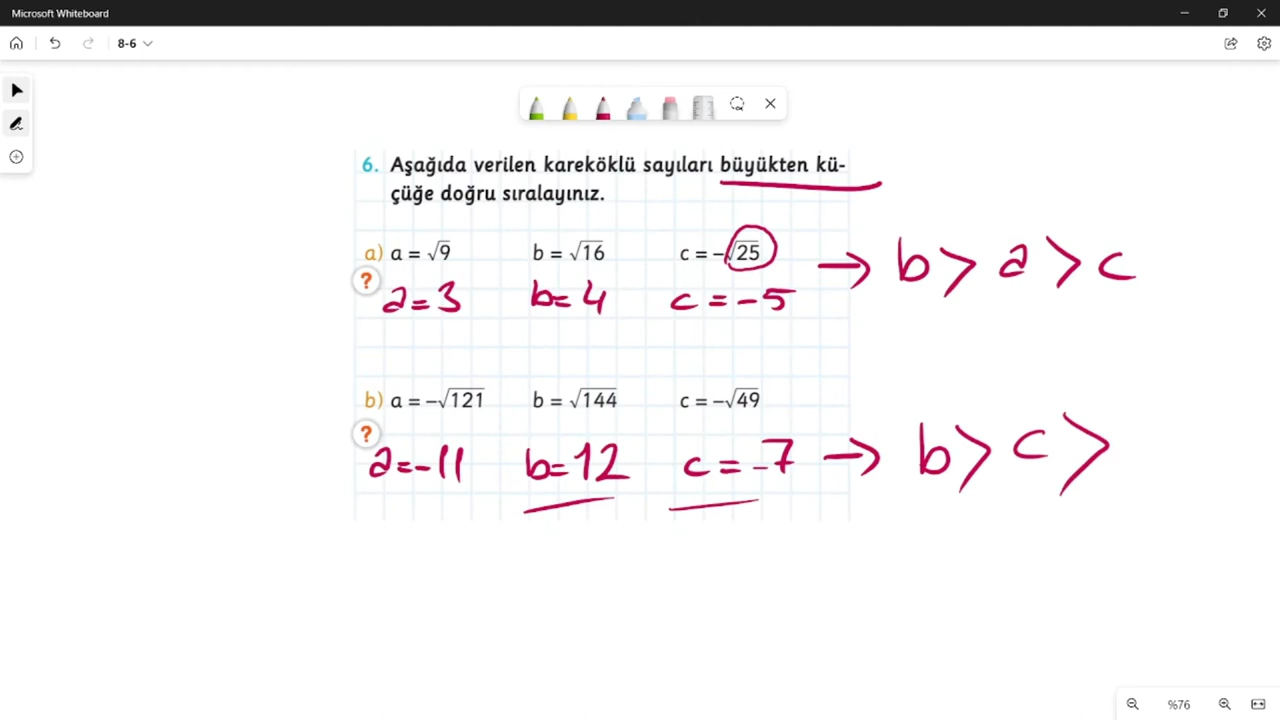 Microsoft Whiteboard
8-6
6. Aşağıda verilen kareköklü sayıları büyükten kü-
çüğe doğru sıralayınız.
a) a = √9 b = √16 c = -√25 → b > a > c
?
a = 3 b = 4 c = -5
b) a = -√121 b = √144 c = -√49
?
a = -11 b = 12 c = -7 → b > c >
%76